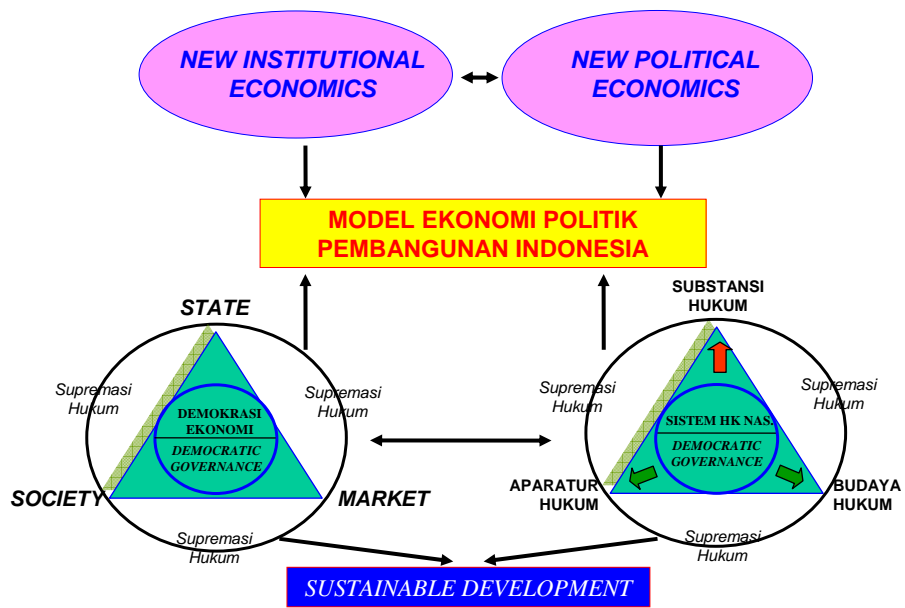 NEW INSTITUTIONAL
ECONOMICS
NEW POLITICAL
ECONOMICS
MODEL EKONOMI POLITIK
PEMBANGUNAN INDONESIA
STATE
Supremasi
Hukum
Supremasi
Hukum
DEMOKRASI
EKONOMI
DEMOCRATIC
GOVERNANCE
SOCIETY
MARKET
Supremasi
Hukum
SUBSTANSI
HUKUM
Supremasi
Hukum
Supremasi
Hukum
SISTEM HK NAS.
DEMOCRATIC
GOVERNANCE
APARATUR
HUKUM
BUDAYA
HUKUM
Supremasi
Hukum
SUSTAINABLE DEVELOPMENT